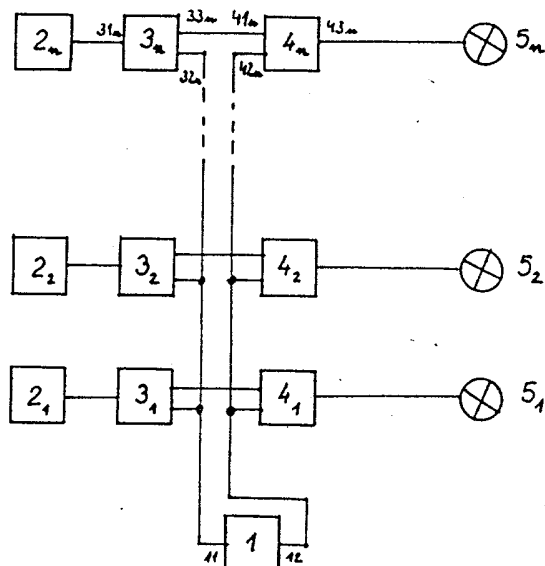 33n 41n
2n 31n 3n 4n 43n 5n
32n 42n
2₂ 3₂ 4₂ 5₂
2₁ 3₁ 4₁ 5₁
11 1 12